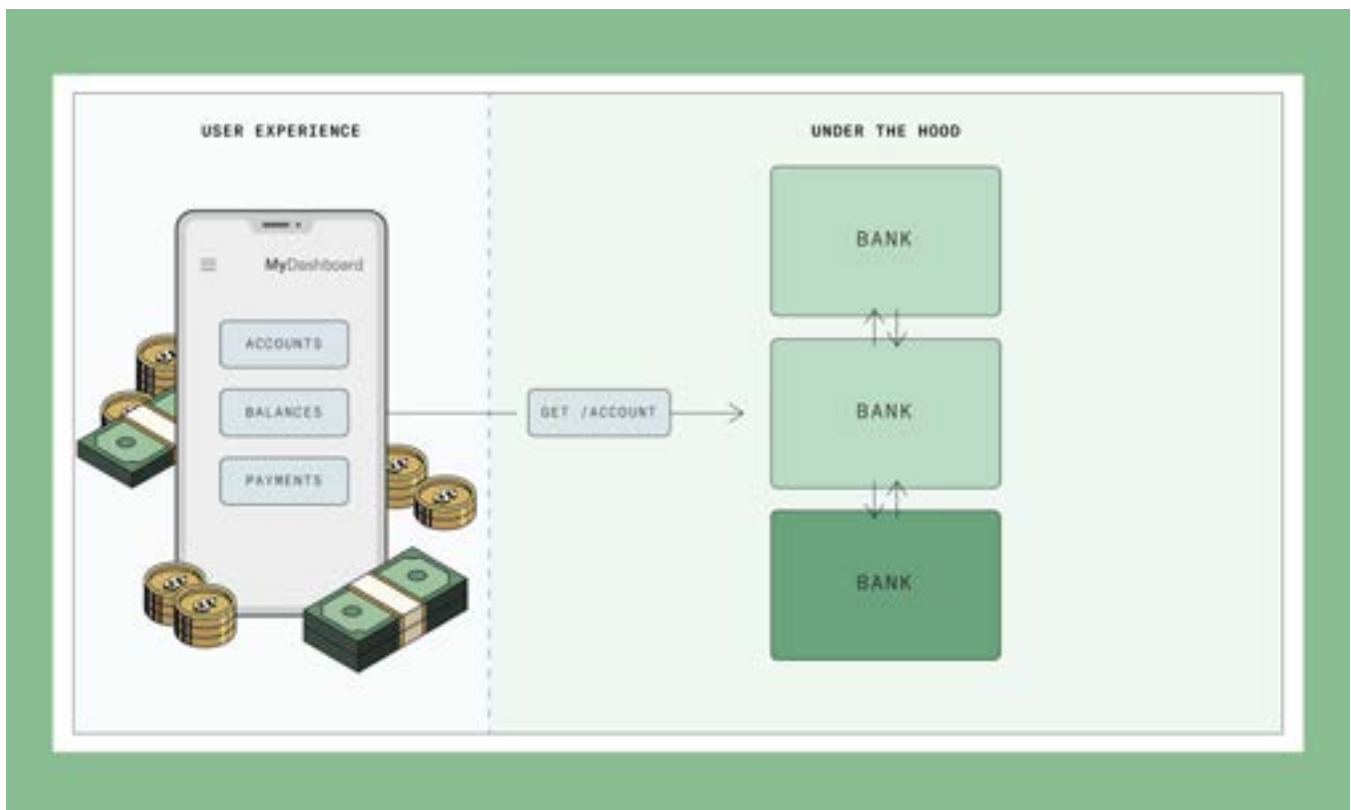 USER EXPERIENCE
MyDashboard
ACCOUNTS
BALANCES
PAYMENTS
GET /ACCOUNT
UNDER THE HOOD
BANK
BANK
BANK